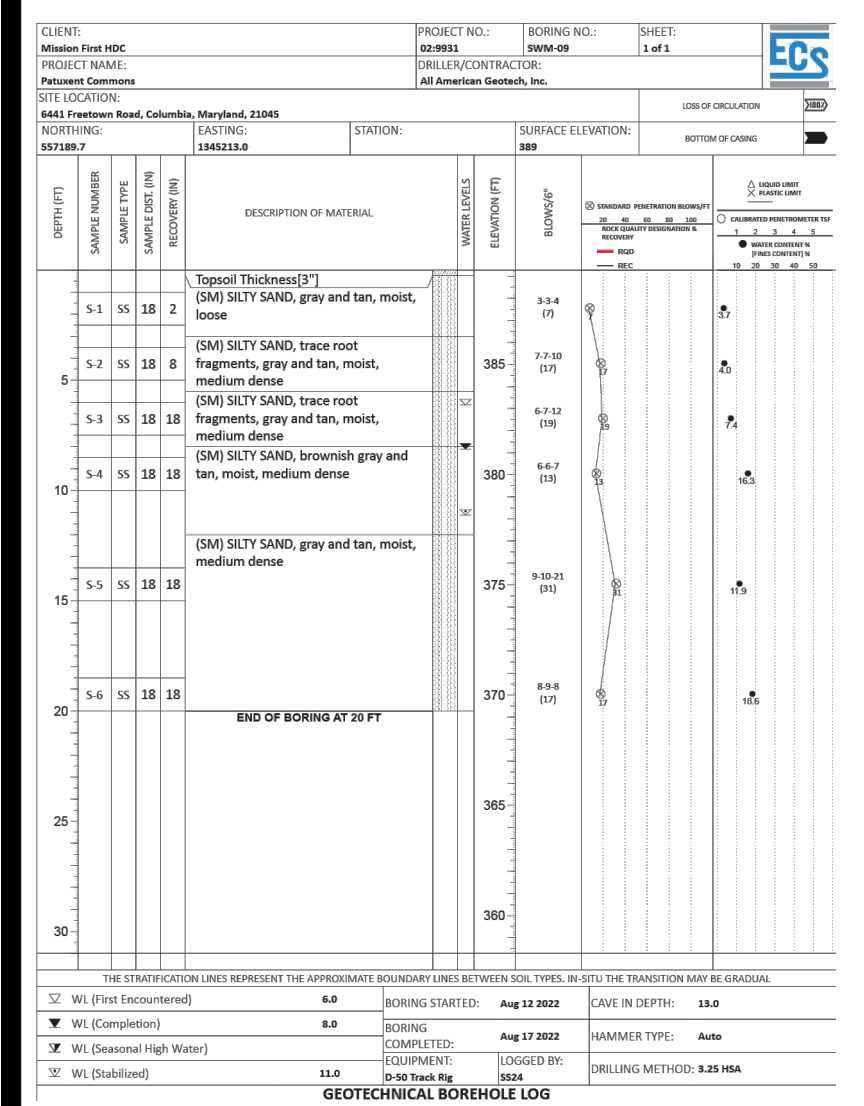 CLIENT: PROJECT NO.: BORING NO.: SHEET:
Mission First HDC 02:9931 SWM-09 1 of 1
ECS
PROJECT NAME: DRILLER/CONTRACTOR:
Patuxent Commons All American Geotech, Inc.
SITE LOCATION:
6441 Freetown Road, Columbia, Maryland, 21045
LOSS OF CIRCULATION
NORTHING: EASTING: STATION: SURFACE ELEVATION:
557189.7 1345213.0 389
BOTTOM OF CASING
DEPTH (FT)
SAMPLE NUMBER
SAMPLE TYPE
SAMPLE DIST. (IN)
RECOVERY (IN)
DESCRIPTION OF MATERIAL
WATER LEVELS
ELEVATION (FT)
BLOWS/6"
STANDARD PENETRATION BLOWS/FT
20 40 60 80 100
ROCK QUALITY DESIGNATION &
RECOVERY
RQD
REC
LIQUID LIMIT
PLASTIC LIMIT
CALIBRATED PENETROMETER TSF
1 2 3 4 5
WATER CONTENT %
[FINES CONTENT] %
10 20 30 40 50
Topsoil Thickness[3"]
(SM) SILTY SAND, gray and tan, moist,
loose
S-1 SS 18 2
3-3-4
(7)
7
3.7
(SM) SILTY SAND, trace root
fragments, gray and tan, moist,
medium dense
S-2 SS 18 8
385
7-7-10
(17)
17
4.0
5
(SM) SILTY SAND, trace root
fragments, gray and tan, moist,
medium dense
S-3 SS 18 18
6-7-12
(19)
19
7.4
(SM) SILTY SAND, brownish gray and
tan, moist, medium dense
S-4 SS 18 18
380
6-6-7
(13)
13
16.3
10
(SM) SILTY SAND, gray and tan, moist,
medium dense
S-5 SS 18 18
375
9-10-21
(31)
31
11.9
15
S-6 SS 18 18
370
8-9-8
(17)
17
18.6
20
END OF BORING AT 20 FT
365
25
360
30
THE STRATIFICATION LINES REPRESENT THE APPROXIMATE BOUNDARY LINES BETWEEN SOIL TYPES. IN-SITU THE TRANSITION MAY BE GRADUAL
WL (First Encountered) 6.0
BORING STARTED: Aug 12 2022
CAVE IN DEPTH: 13.0
WL (Completion) 8.0
BORING
COMPLETED: Aug 17 2022
HAMMER TYPE: Auto
WL (Seasonal High Water)
EQUIPMENT: LOGGED BY:
D-50 Track Rig SS24
DRILLING METHOD: 3.25 HSA
WL (Stabilized) 11.0
GEOTECHNICAL BOREHOLE LOG